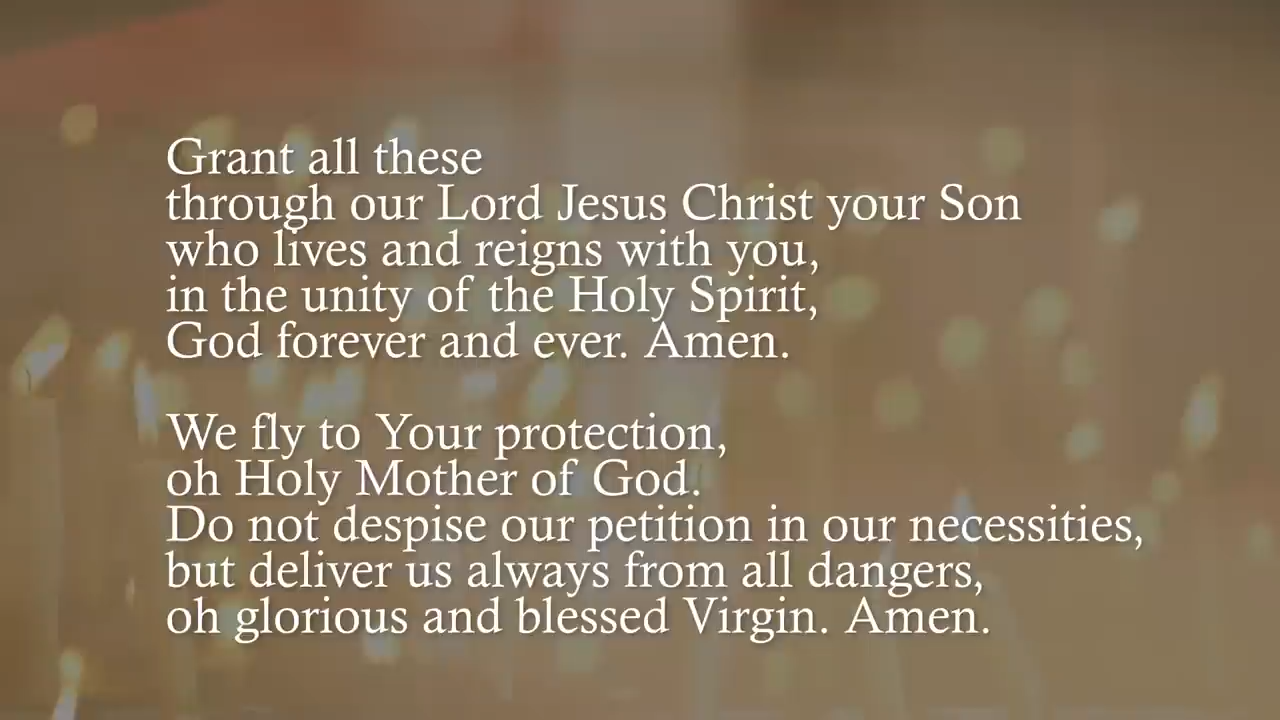 Grant all these
through our Lord Jesus Christ your Son
who lives and reigns with you,
in the unity of the Holy Spirit,
God forever and ever. Amen.
We fly to Your protection,
oh Holy Mother of God.
Do not despise our petition in our necessities,
but deliver us always from all dangers,
oh glorious and blessed Virgin. Amen.